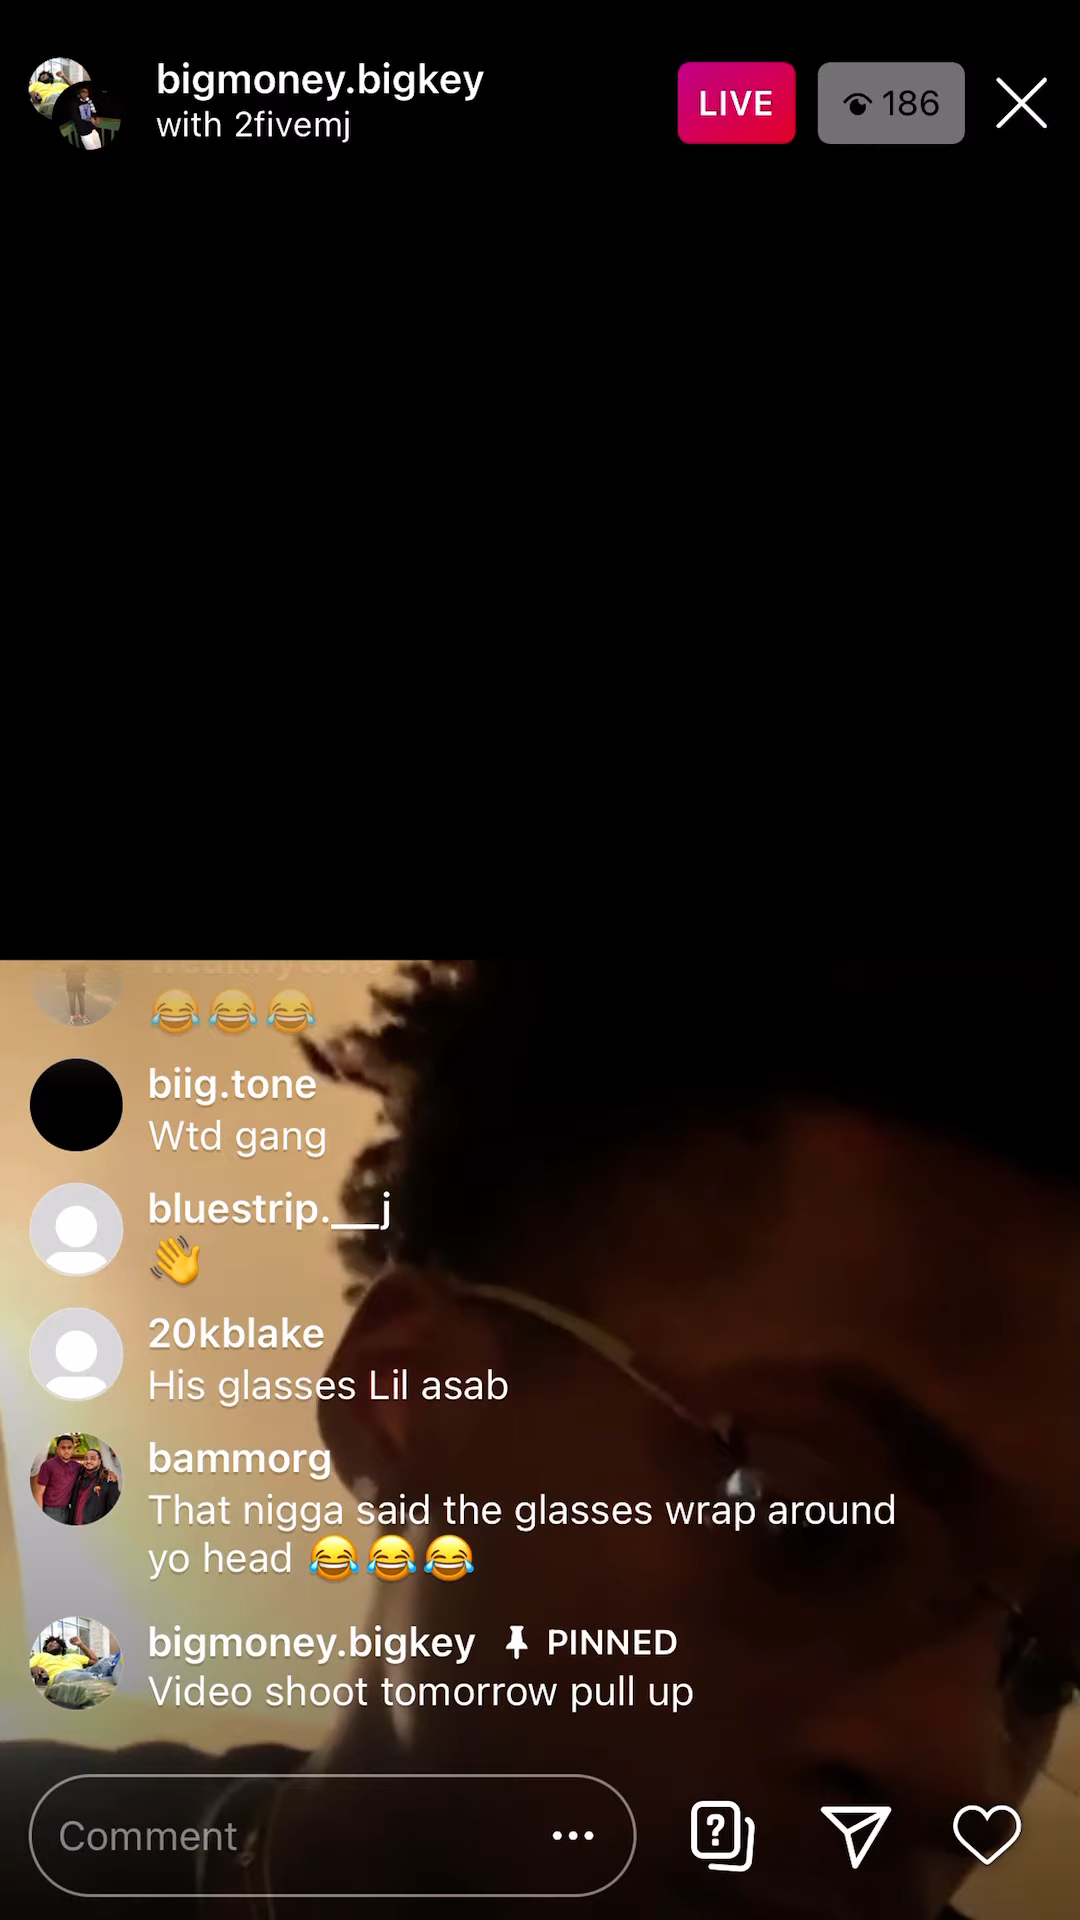 bigmoney.bigkey
with 2fivemj
LIVE
186
😂😂😂
biig.tone
Wtd gang
bluestrip.__j
👋
20kblake
His glasses Lil asab
bammorg
That nigga said the glasses wrap around
yo head 😂😂😂
bigmoney.bigkey PINNED
Video shoot tomorrow pull up
Comment